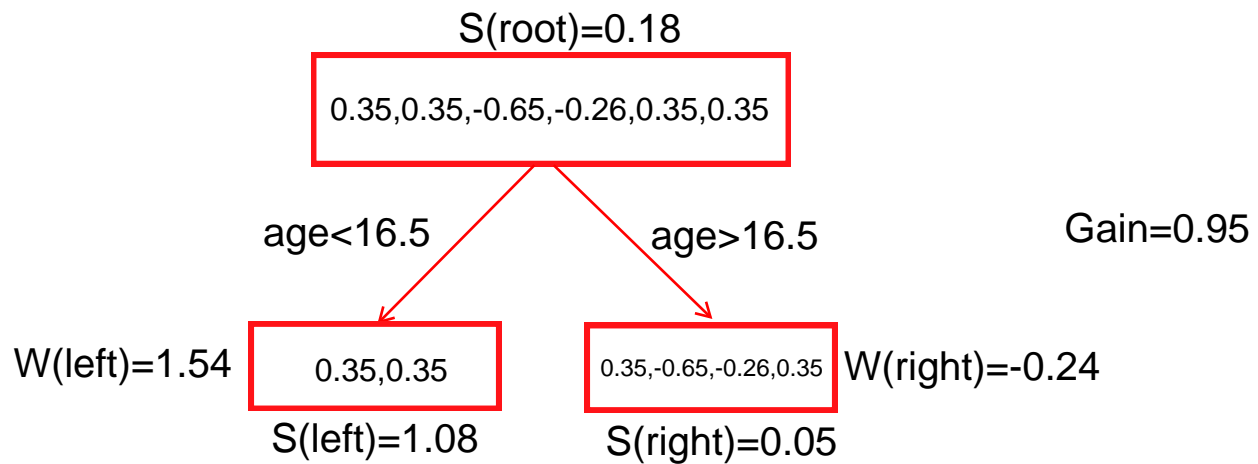 S(root)=0.18
0.35,0.35,-0.65,-0.26,0.35,0.35
age<16.5
age>16.5
Gain=0.95
W(left)=1.54
0.35,0.35
0.35,-0.65,-0.26,0.35
W(right)=-0.24
S(left)=1.08
S(right)=0.05